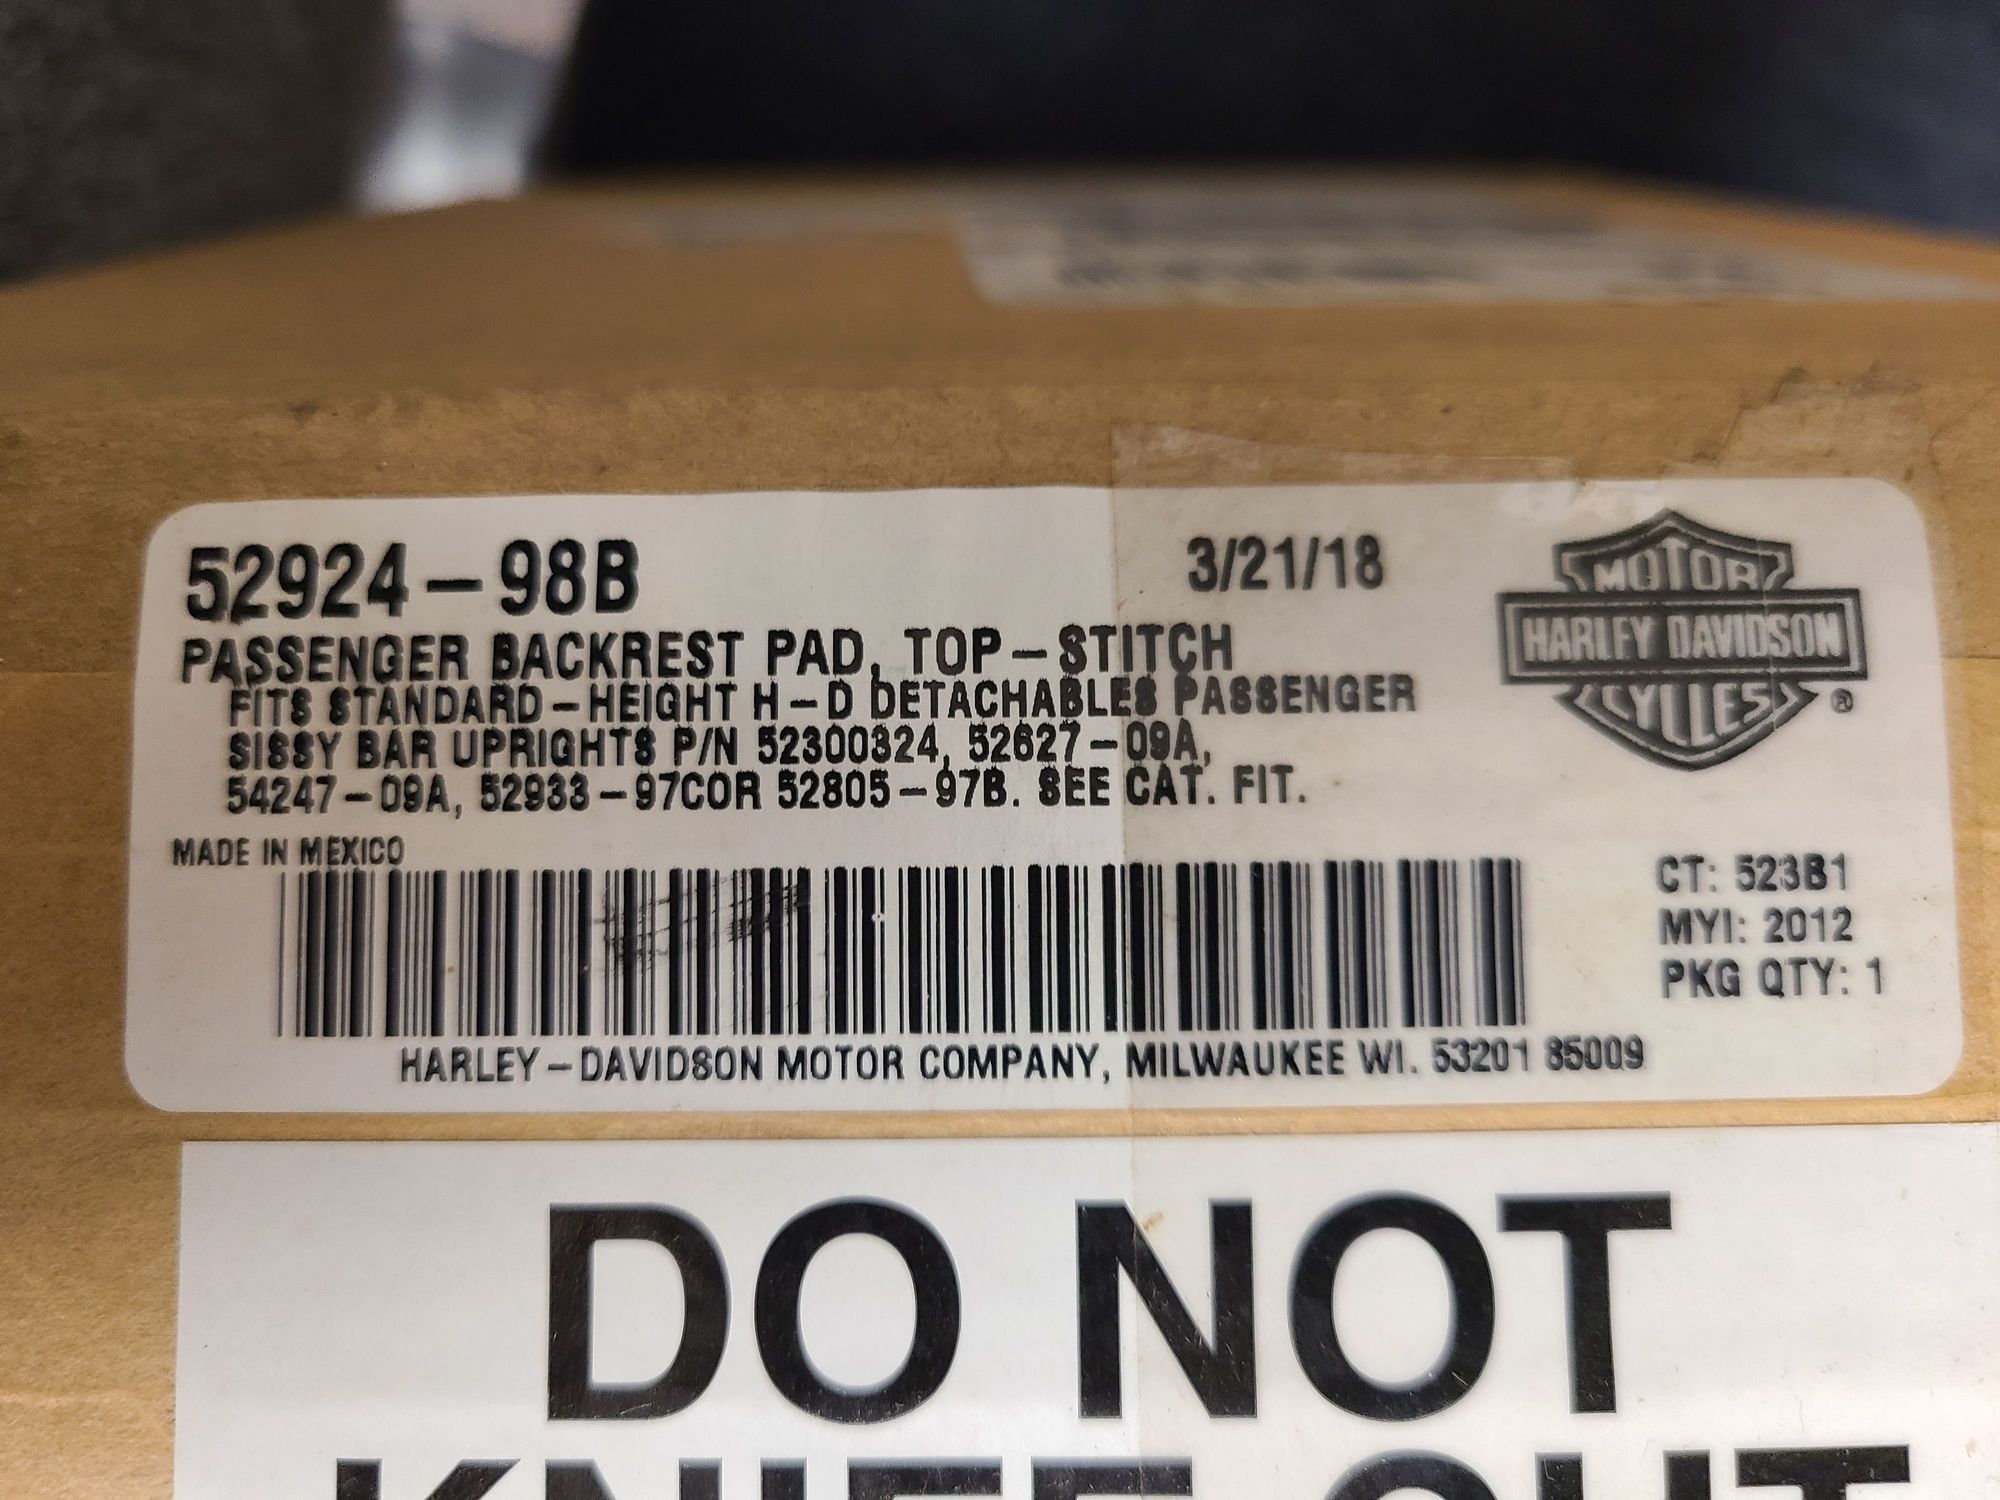 52924-98B
3/21/18
MOTOR
HARLEY DAVIDSON
CYCLES
®
PASSENGER BACKREST PAD, TOP-STITCH
FITS STANDARD-HEIGHT H-D DETACHABLES PASSENGER
SISSY BAR UPRIGHTS P/N 52300324, 52627-09A,
54247-09A, 52933-97COR 52805-97B. SEE CAT. FIT.
MADE IN MEXICO
CT: 523B1
MYI: 2012
PKG QTY: 1
HARLEY-DAVIDSON MOTOR COMPANY, MILWAUKEE WI. 53201 85009
DO NOT
KNIFE CUT